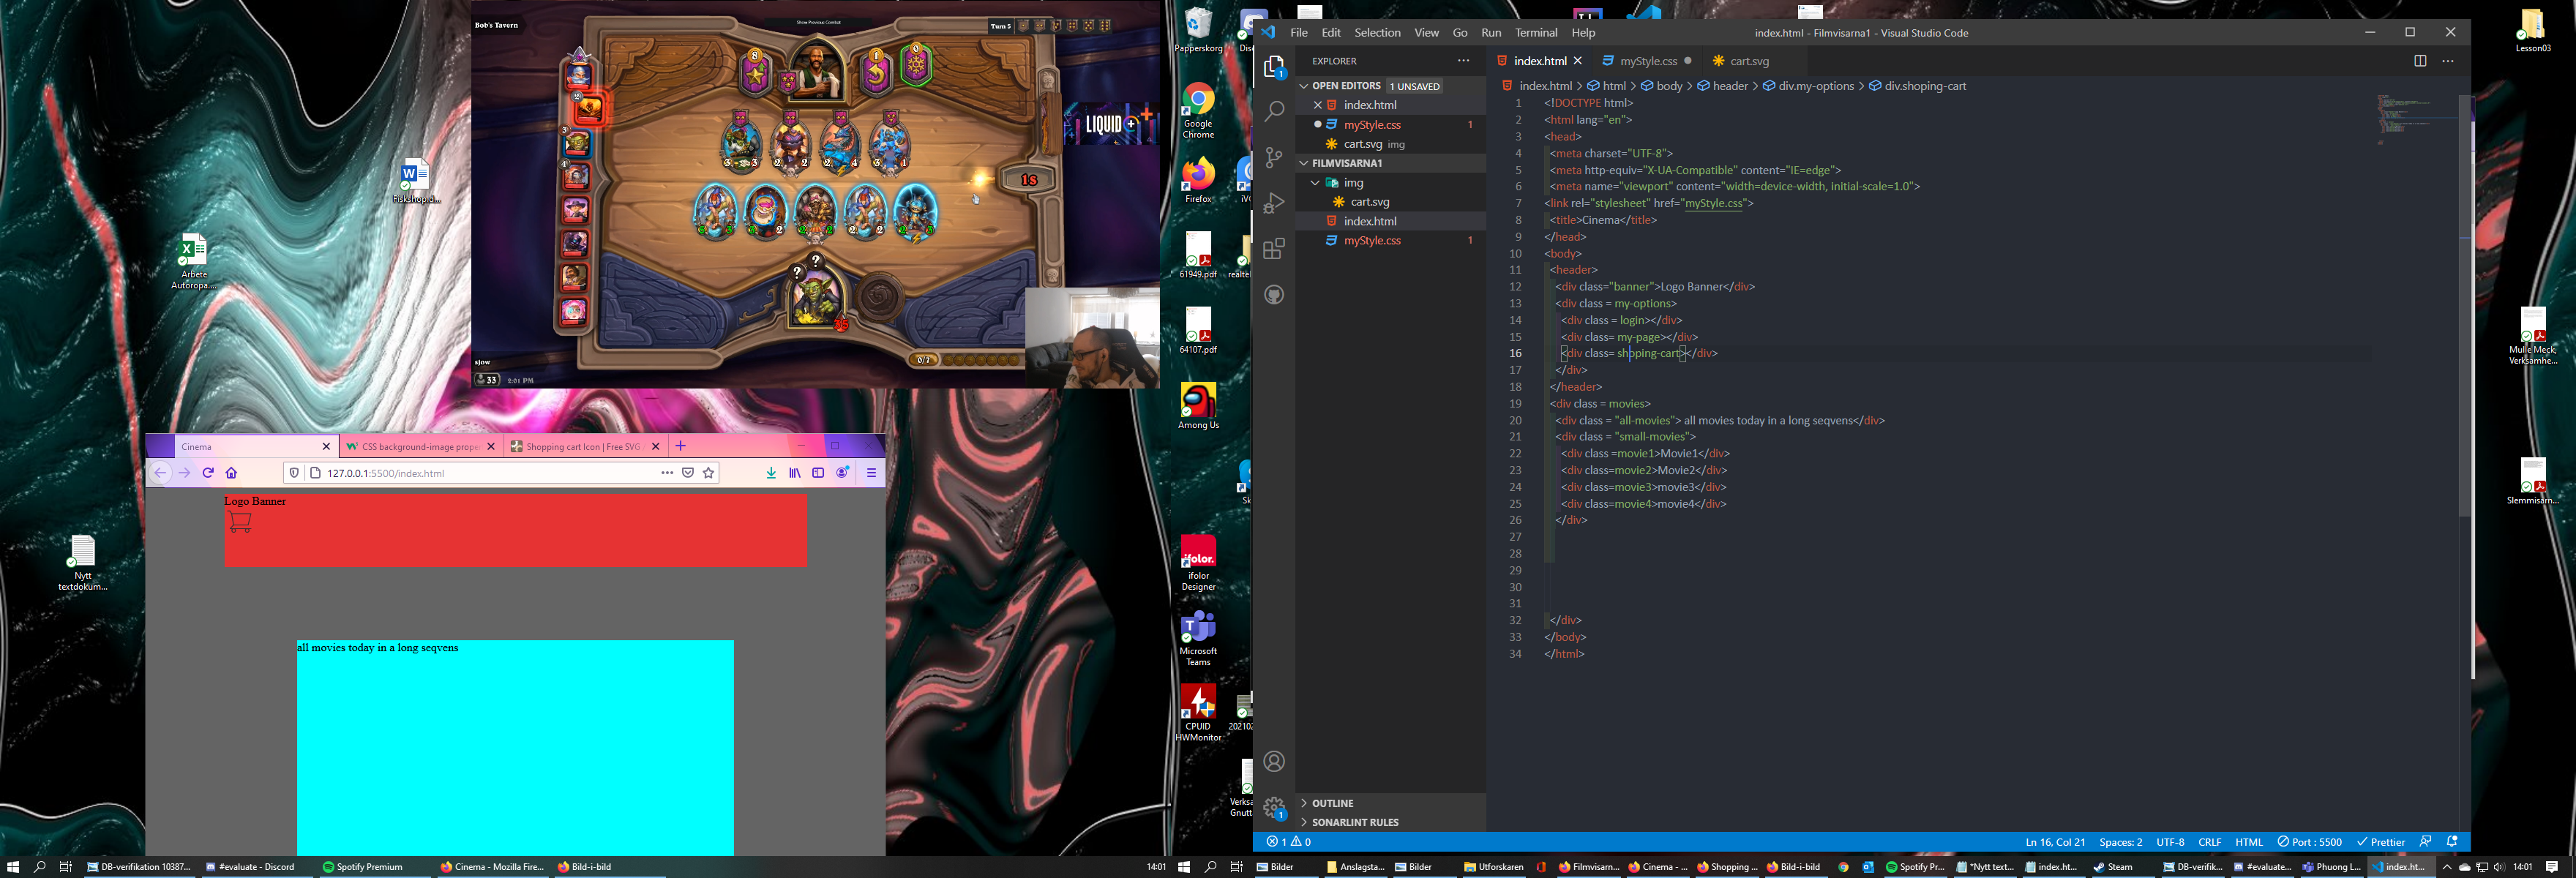 Bob's Tavern
Show Previous Combat
Turn 5
LIQUID+
1s
sjow
33
2:01 PM
0/7
75
Fiskshop.d...
Arbete
Autoropa....
Nytt
textdokum...
Cinema
CSS background-image prope
Shopping cart Icon | Free SVG
127.0.0.1:5500/index.html
Logo Banner
all movies today in a long seqvens
Papperskorg
Google
Chrome
Firefox
61949.pdf
64107.pdf
Among Us
ifolor.
ifolor
Designer
Microsoft
Teams
CPUID
HWMonitor
File Edit Selection View Go Run Terminal Help
index.html - Filmvisarna1 - Visual Studio Code
EXPLORER
OPEN EDITORS 1 UNSAVED
index.html
myStyle.css 1
cart.svg img
FILMVISARNA1
img
cart.svg
index.html
myStyle.css 1
OUTLINE
SONARLINT RULES
index.html
myStyle.css
cart.svg
index.html > html > body > header > div.my-options > div.shoping-cart
1 <!DOCTYPE html>
2 <html lang="en">
3 <head>
4 <meta charset="UTF-8">
5 <meta http-equiv="X-UA-Compatible" content="IE=edge">
6 <meta name="viewport" content="width=device-width, initial-scale=1.0">
7 <link rel="stylesheet" href="myStyle.css">
8 <title>Cinema</title>
9 </head>
10 <body>
11 <header>
12 <div class="banner">Logo Banner</div>
13 <div class = my-options>
14 <div class = login></div>
15 <div class= my-page></div>
16 <div class= shoping-cart></div>
17 </div>
18 </header>
19 <div class = movies>
20 <div class = "all-movies"> all movies today in a long seqvens</div>
21 <div class = "small-movies">
22 <div class =movie1>Movie1</div>
23 <div class=movie2>Movie2</div>
24 <div class=movie3>movie3</div>
25 <div class=movie4>movie4</div>
26 </div>
27
28
29
30
31
32 </div>
33 </body>
34 </html>
1 0
Ln 16, Col 21 Spaces: 2 UTF-8 CRLF HTML Port : 5500 Prettier
Lesson03
Mulle Meck,
Verksamhe...
Slemmisarn...
DB-verifikation 10387...
#evaluate - Discord
Spotify Premium
Cinema - Mozilla Fire...
Bild-i-bild
14:01
Bilder
Anslagsta...
Bilder
Utforskaren
Filmvisarn...
Cinema - ...
Shopping ...
Bild-i-bild
Spotify Pr...
*Nytt text...
index.ht...
Steam
DB-verifik...
#evaluate...
Phuong L...
index.ht...
14:01